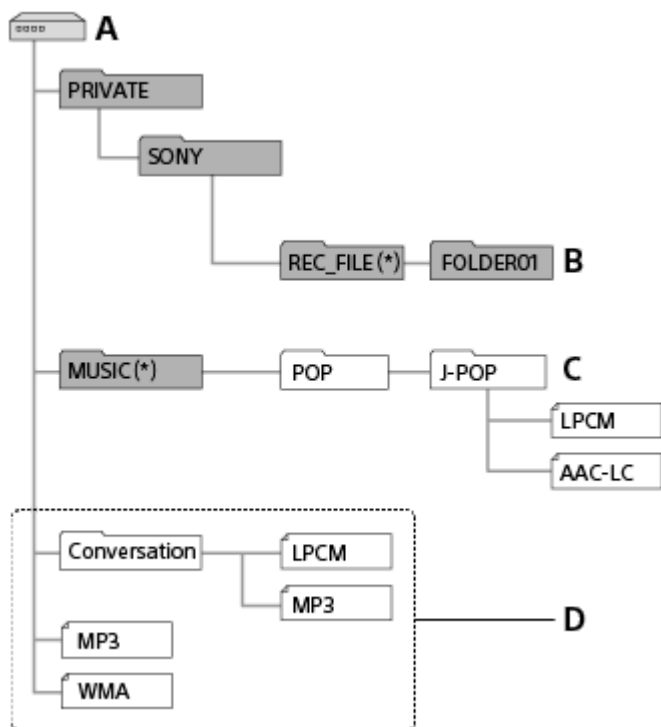 A
PRIVATE
SONY
REC_FILE(*) FOLDER01 B
MUSIC(*) POP J-POP C
LPCM
AAC-LC
Conversation LPCM
MP3
D
MP3
WMA